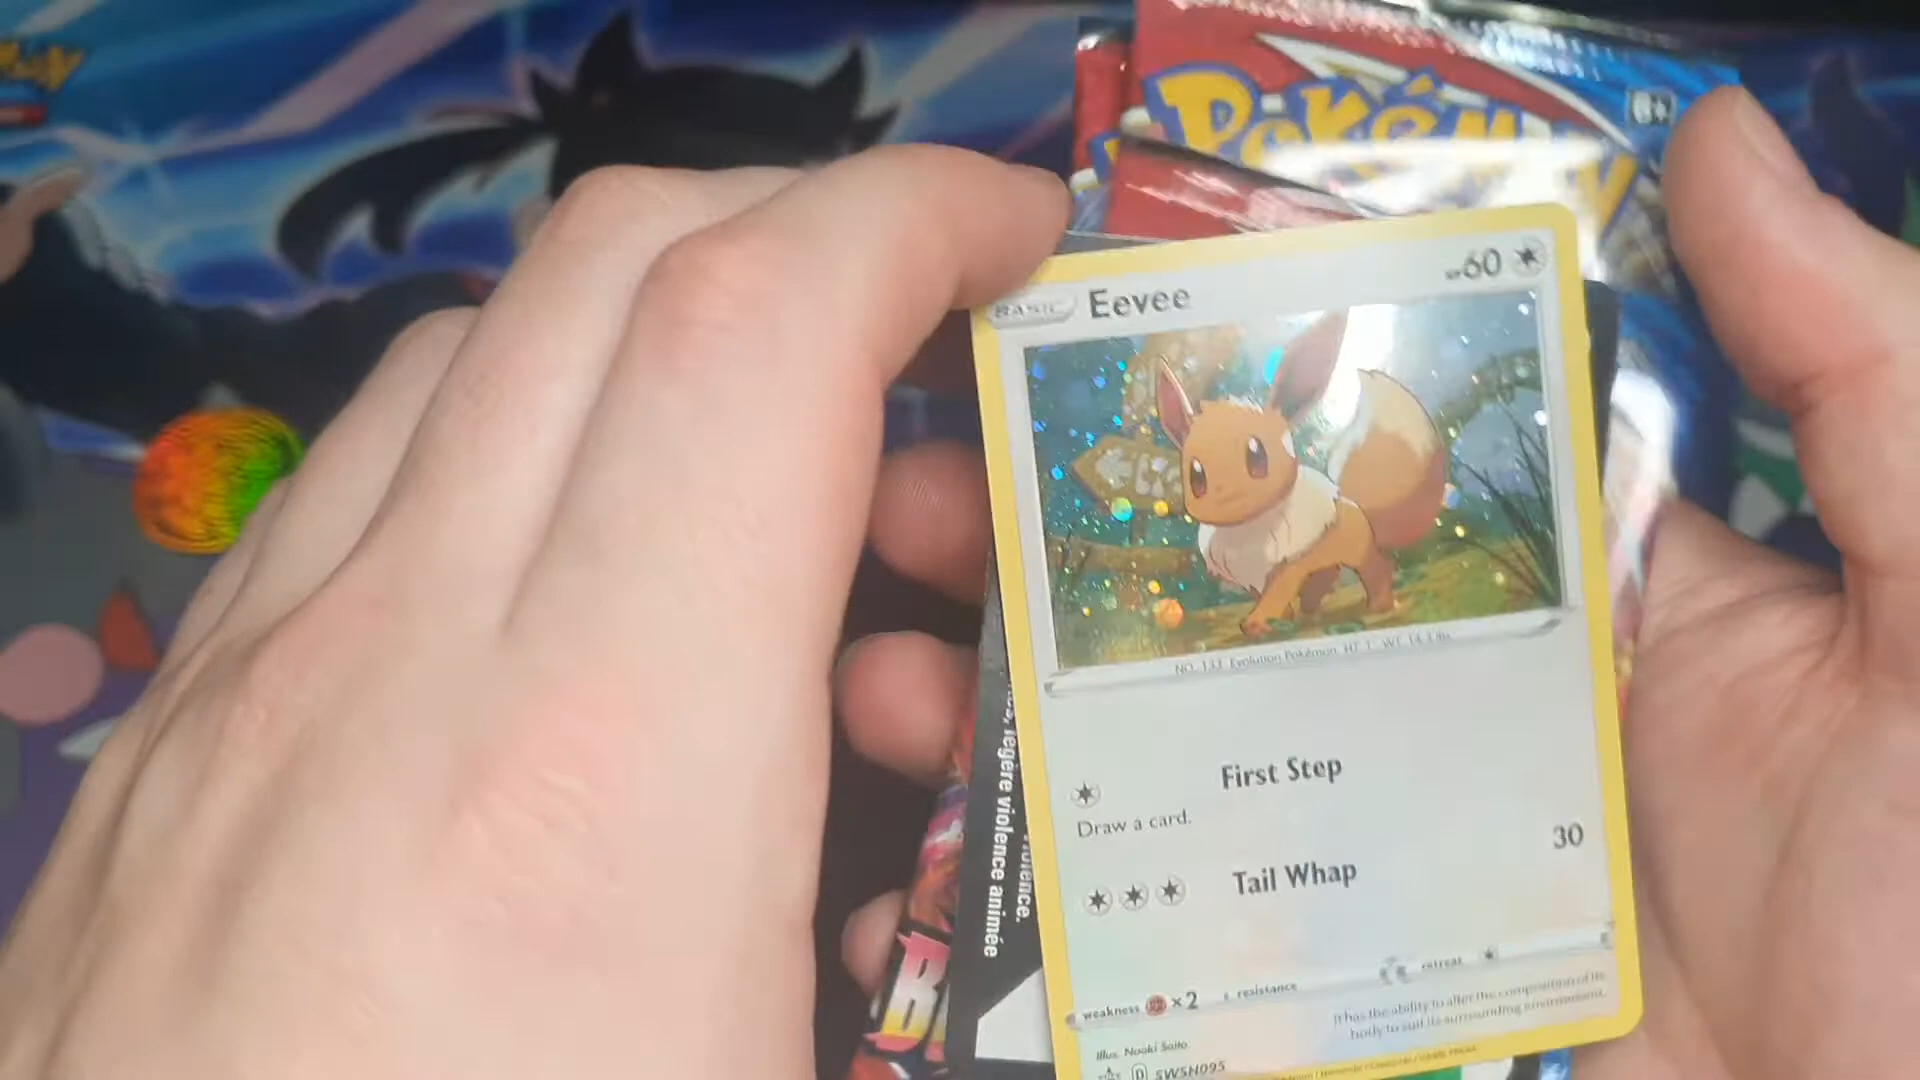 Pokémon
BASIC Eevee HP60
NO. 133 Evolution Pokémon HT: 1' WT: 14.3 lbs.
First Step
Draw a card.
Tail Whap 30
weakness ×2 resistance retreat
It has the ability to alter the composition of its
body to suit its surrounding environment.
Illus. Naoki Saito
D SWSH095
légère violence animée
violence.
B